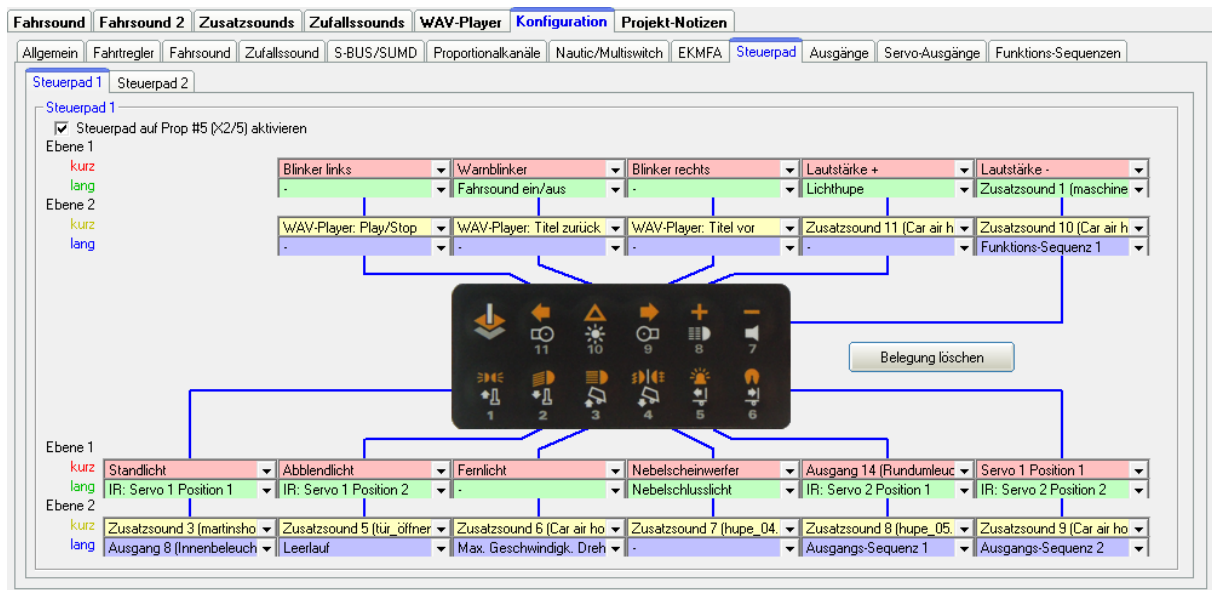 Fahrsound Fahrsound 2 Zusatzsounds Zufallssounds WAV-Player Konfiguration Projekt-Notizen
Allgemein Fahrtregler Fahrsound Zufallssound S-BUS/SUMD Proportionalkanäle Nautic/Multiswitch EKMFA Steuerpad Ausgänge Servo-Ausgänge Funktions-Sequenzen
Steuerpad 1 Steuerpad 2
Steuerpad 1
Steuerpad auf Prop #5 (X2/5) aktivieren
Ebene 1
kurz Blinker links Warnblinker Blinker rechts Lautstärke + Lautstärke -
lang - Fahrsound ein/aus - Lichthupe Zusatzsound 1 (maschine
Ebene 2
kurz WAV-Player: Play/Stop WAV-Player: Titel zurück WAV-Player: Titel vor Zusatzsound 11 (Car air h Zusatzsound 10 (Car air h
lang - - - - Funktions-Sequenz 1
11 10 9 8 7
Belegung löschen
1 2 3 4 5 6
Ebene 1
kurz Standlicht Abblendlicht Fernlicht Nebelscheinwerfer Ausgang 14 (Rundumleuc Servo 1 Position 1
lang IR: Servo 1 Position 1 IR: Servo 1 Position 2 - Nebelschlusslicht IR: Servo 2 Position 1 IR: Servo 2 Position 2
Ebene 2
kurz Zusatzsound 3 (martinsho Zusatzsound 5 (tür_öffner Zusatzsound 6 (Car air ho Zusatzsound 7 (hupe_04. Zusatzsound 8 (hupe_05. Zusatzsound 9 (Car air ho
lang Ausgang 8 (Innenbeleuch Leerlauf Max. Geschwindigk. Dreh - Ausgangs-Sequenz 1 Ausgangs-Sequenz 2